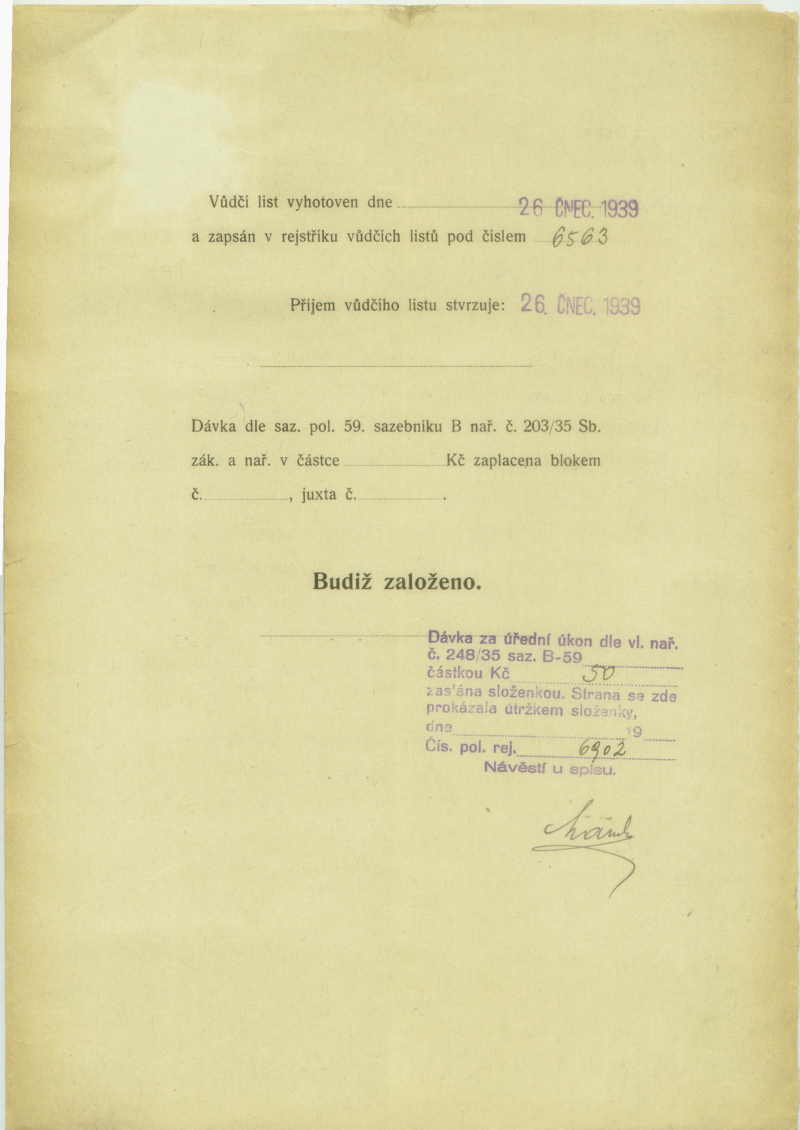 Vůdčí list vyhotoven dne 26 ČNEC. 1939
a zapsán v rejstříku vůdčích listů pod číslem 6563
Příjem vůdčího listu stvrzuje: 26. ČNEC. 1939
Dávka dle saz. pol. 59. sazebníku B nař. č. 203/35 Sb.
zák. a nař. v částce Kč zaplacena blokem
č. , juxta č. .
Budiž založeno.
Dávka za úřední úkon dle vl. nař.
č. 248/35 saz. B-59
částkou Kč 50
zaslána složenkou. Strana se zde
prokázala útržkem složenky,
dne 19
Čís. pol. rej. 6902
Návěstí u spisu.